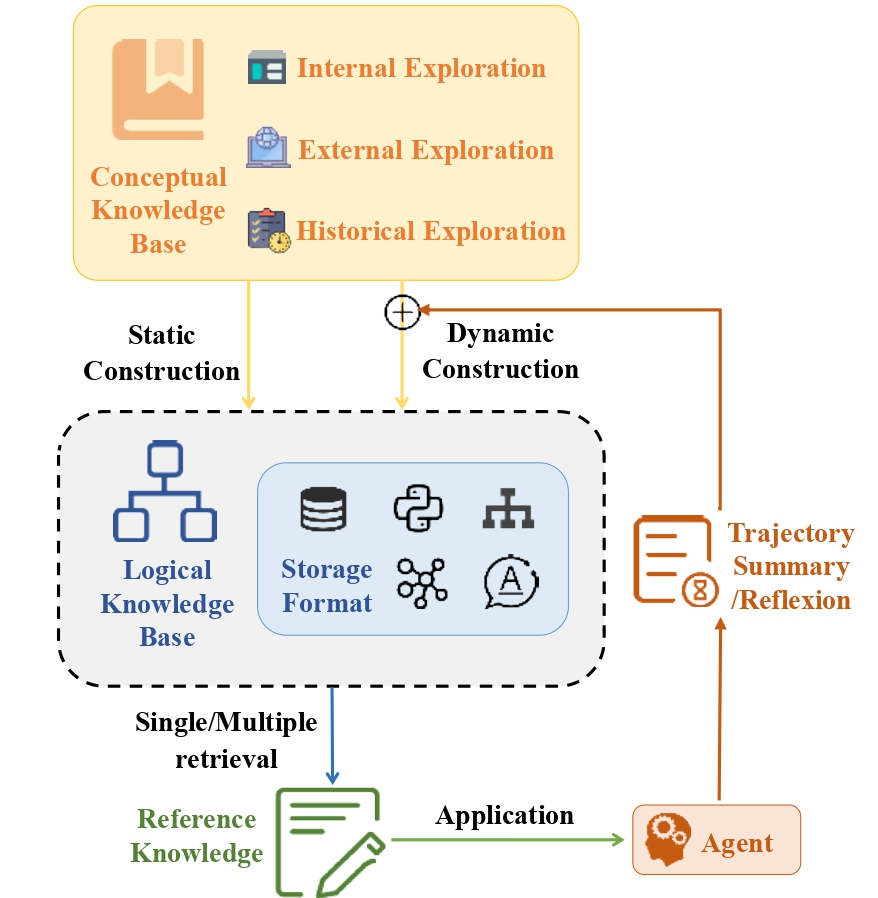 Internal Exploration
External Exploration
Historical Exploration
Conceptual
Knowledge
Base
Static
Construction
Dynamic
Construction
Logical
Knowledge
Base
Storage
Format
A
Trajectory
Summary
/Reflexion
Single/Multiple
retrieval
Reference
Knowledge
Application
Agent